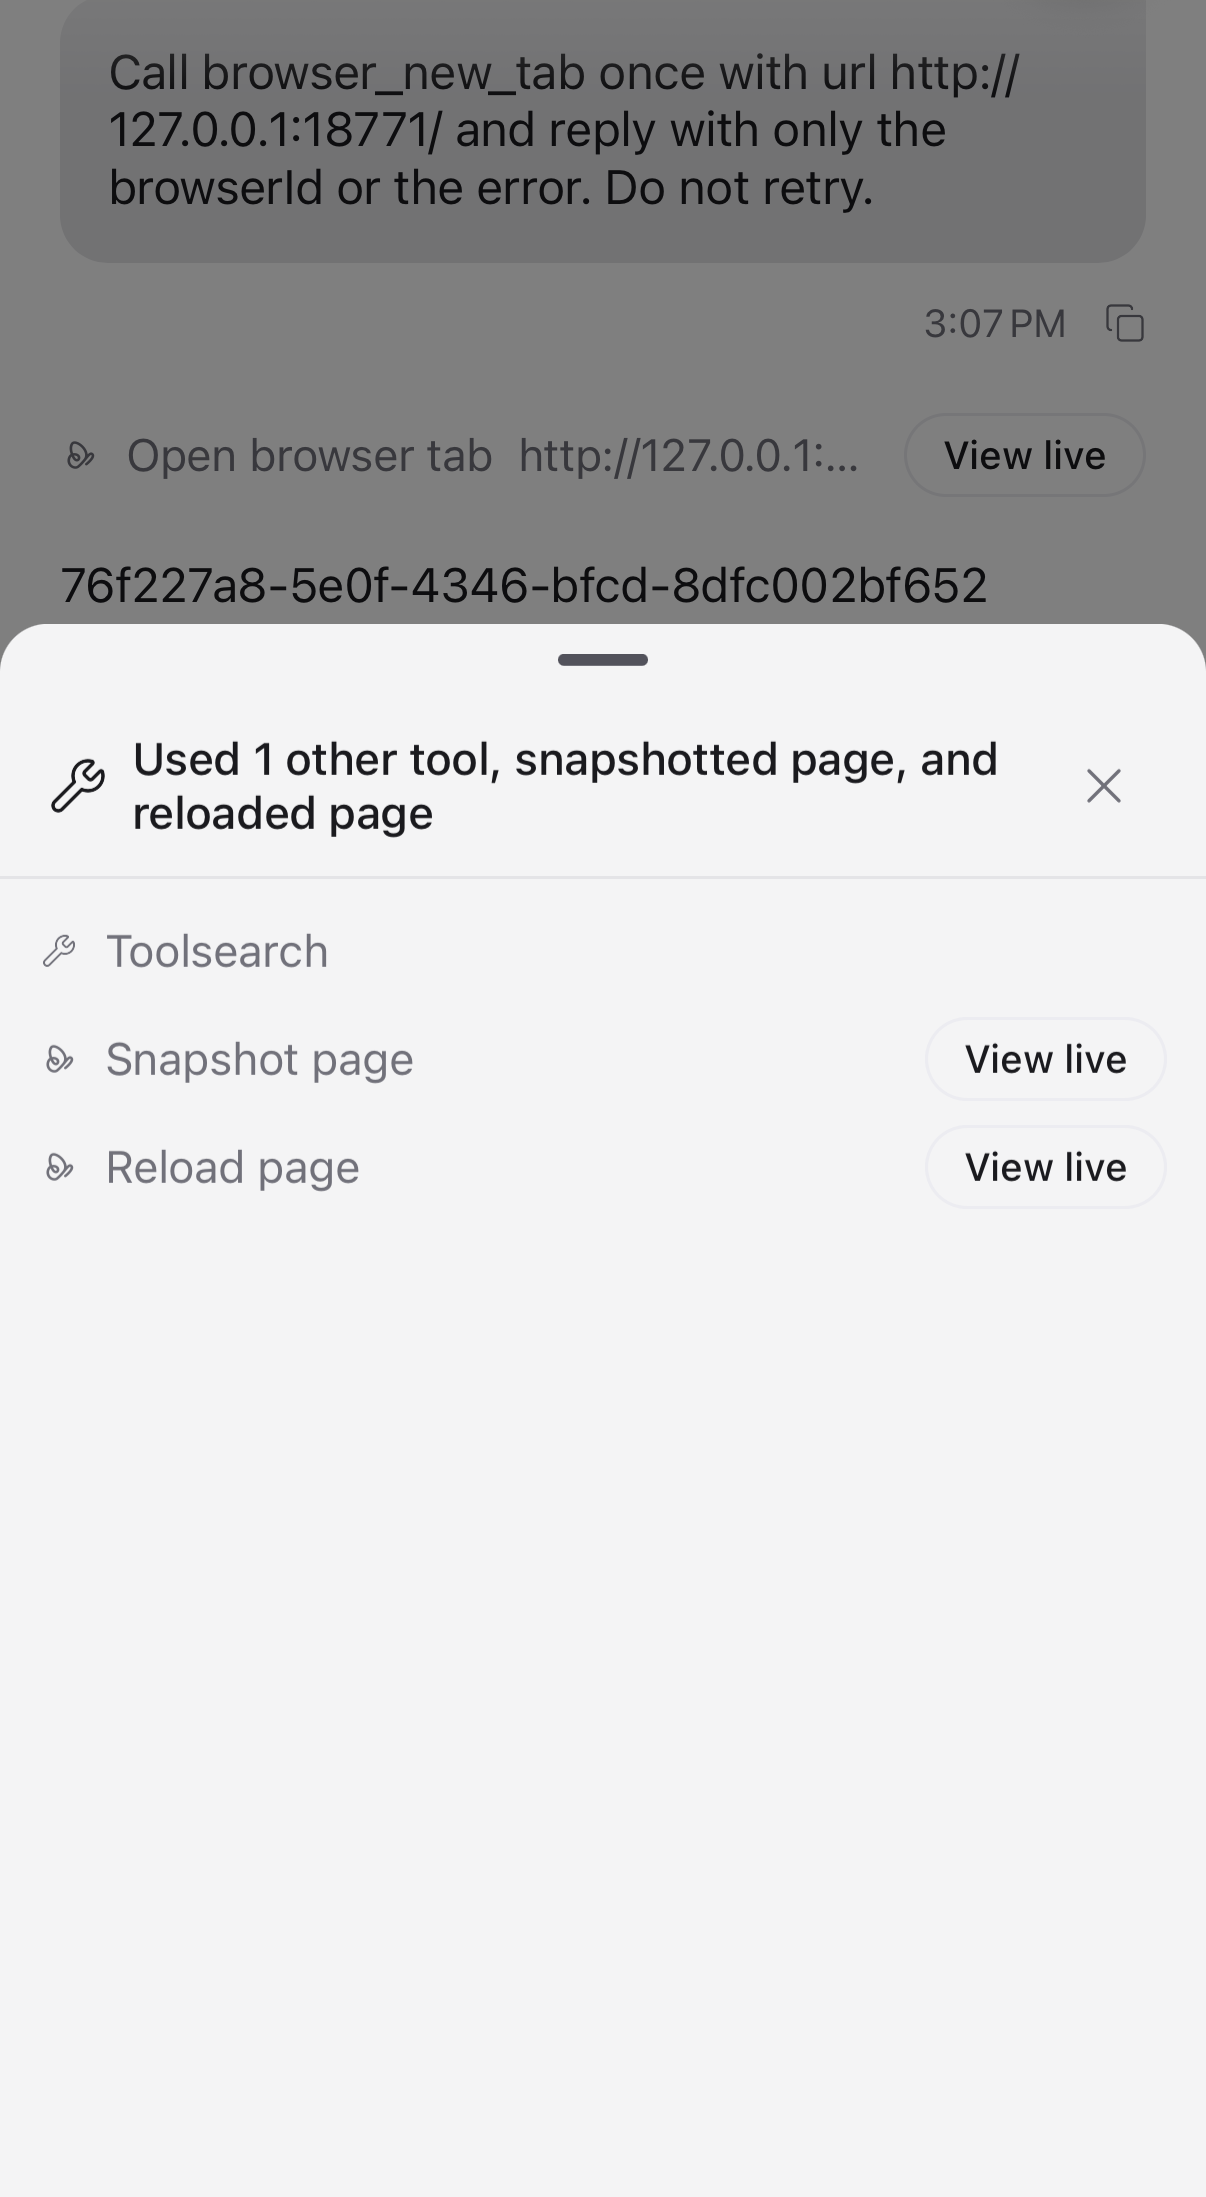 Call browser_new_tab once with url http://
127.0.0.1:18771/ and reply with only the
browserId or the error. Do not retry.
3:07 PM
Open browser tab http://127.0.0.1:... View live
76f227a8-5e0f-4346-bfcd-8dfc002bf652
Used 1 other tool, snapshotted page, and
reloaded page
Toolsearch
Snapshot page View live
Reload page View live